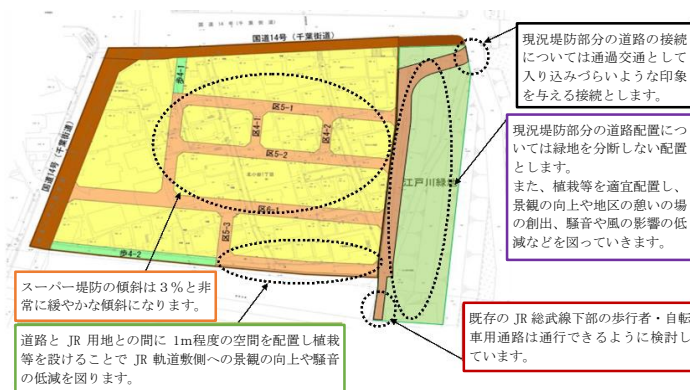 国道14号(千葉街道)
国道14号（千葉街道）
歩4-1
区5-1
区4-1
区4-2
区5-2
江戸川緑地
国道14号（千葉街道）
区6-1
区5-3
歩4-2
現況堤防部分の道路の接続
については通過交通として
入り込みづらいような印象
を与える接続とします。
現況堤防部分の道路配置につ
いては緑地を分断しない配置
とします。
また、植栽等を適宜配置し、
景観の向上や地区の憩いの場
の創出、騒音や風の影響の低
減などを図っていきます。
スーパー堤防の傾斜は３％と非
常に緩やかな傾斜になります。
道路と JR 用地との間に 1m程度の空間を配置し植栽
等を設けることで JR 軌道敷側への景観の向上や騒音
の低減を図ります。
既存の JR 総武線下部の歩行者・自転
車用通路は通行できるように検討し
ています。